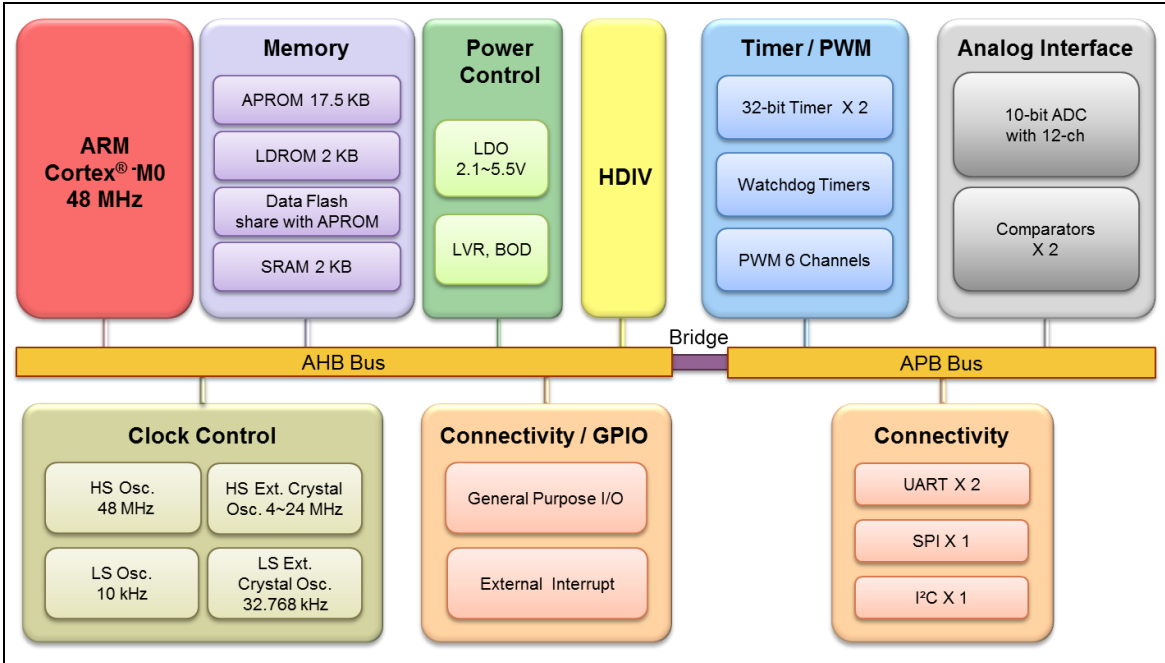 ARM
Cortex® -M0
48 MHz
Memory
APROM 17.5 KB
LDROM 2 KB
Data Flash
share with APROM
SRAM 2 KB
Power
Control
LDO
2.1~5.5V
LVR, BOD
HDIV
Timer / PWM
32-bit Timer X 2
Watchdog Timers
PWM 6 Channels
Analog Interface
10-bit ADC
with 12-ch
Comparators
X 2
AHB Bus
Bridge
APB Bus
Clock Control
HS Osc.
48 MHz
HS Ext. Crystal
Osc. 4~24 MHz
LS Osc.
10 kHz
LS Ext.
Crystal Osc.
32.768 kHz
Connectivity / GPIO
General Purpose I/O
External Interrupt
Connectivity
UART X 2
SPI X 1
I²C X 1